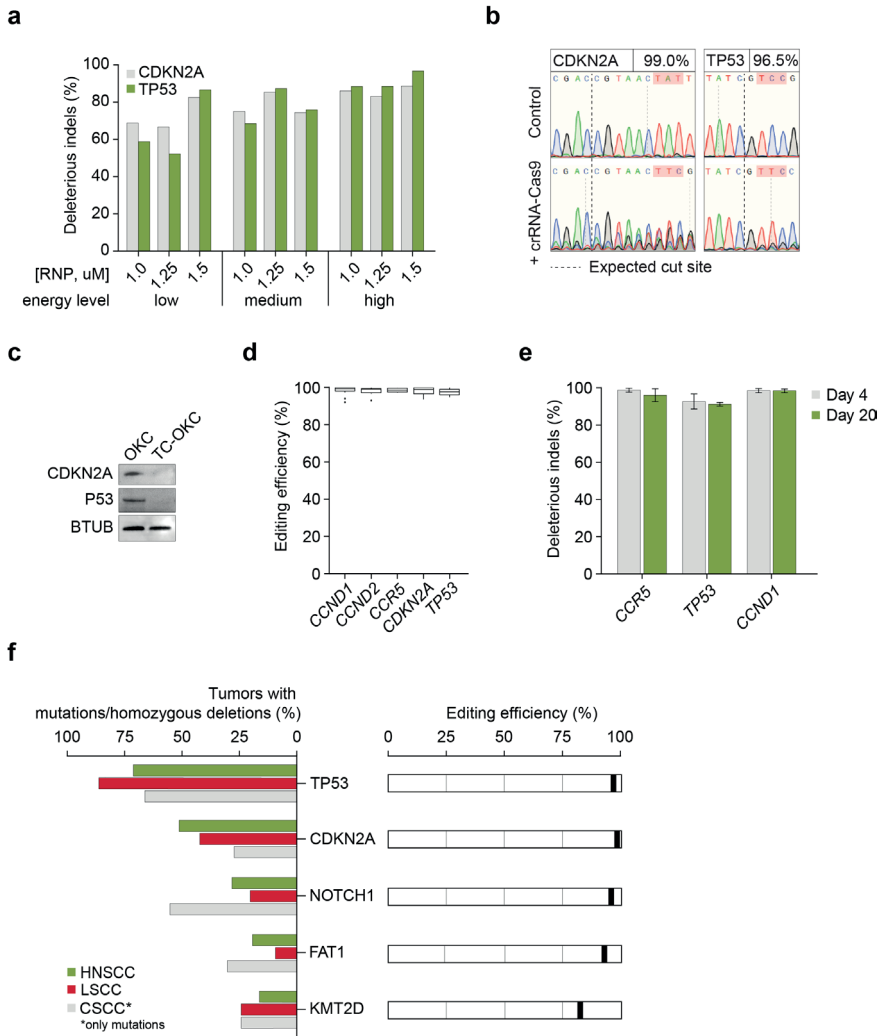 a
Deleterious indels (%)
100
80
60
40
20
0
CDKN2A
TP53
[RNP, uM]
1.0 1.25 1.5 1.0 1.25 1.5 1.0 1.25 1.5
energy level low medium high
b
CDKN2A 99.0% TP53 96.5%
Control
C G A C C G T A A C T A T T T A T C G T C C G
+ crRNA-Cas9
C G A C C G T A A C T T C G T A T C G T T C C
Expected cut site
c
OKC TC-OKC
CDKN2A
P53
BTUB
d
Editing efficiency (%)
100
80
60
40
20
0
CCND1 CCND2 CCR5 CDKN2A TP53
e
Deleterious indels (%)
100
80
60
40
20
0
CCR5 TP53 CCND1
Day 4
Day 20
f
Tumors with
mutations/homozygous deletions (%)
100 75 50 25 0
Editing efficiency (%)
0 25 50 75 100
TP53
CDKN2A
NOTCH1
FAT1
KMT2D
HNSCC
LSCC
CSCC*
*only mutations